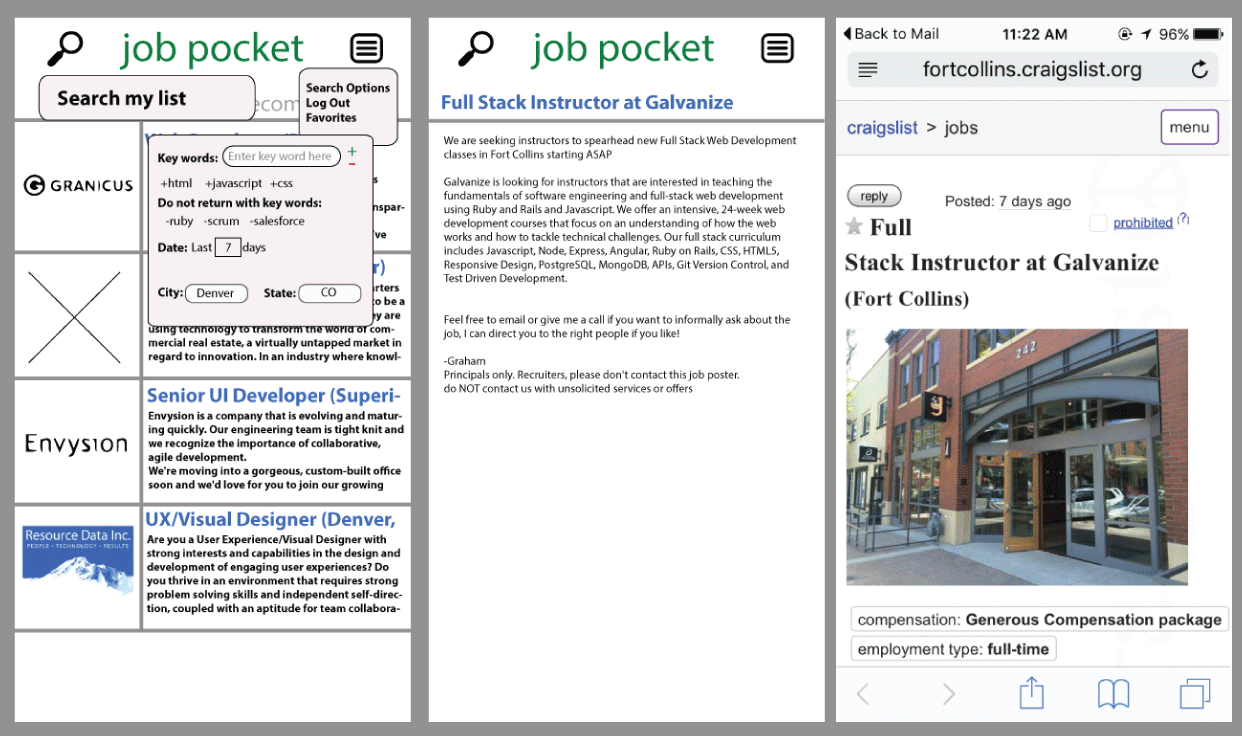 job pocket
Search my list
Search Options
Log Out
Favorites
GRANICUS
Key words: Enter key word here +
-
+html +javascript +css
Do not return with key words:
-ruby -scrum -salesforce
Date: Last 7 days
City: Denver State: CO
using technology to transform the world of com-
mercial real estate, a virtually untapped market in
regard to innovation. In an industry where knowl-
Envysion
Senior UI Developer (Superi-
Envysion is a company that is evolving and matur-
ing quickly. Our engineering team is tight knit and
we recognize the importance of collaborative,
agile development.
We're moving into a gorgeous, custom-built office
soon and we'd love for you to join our growing
Resource Data Inc.
PEOPLE • TECHNOLOGY • RESULTS
UX/Visual Designer (Denver,
Are you a User Experience/Visual Designer with
strong interests and capabilities in the design and
development of engaging user experiences? Do
you thrive in an environment that requires strong
problem solving skills and independent self-direc-
tion, coupled with an aptitude for team collabora-
job pocket
Full Stack Instructor at Galvanize
We are seeking instructors to spearhead new Full Stack Web Development
classes in Fort Collins starting ASAP
Galvanize is looking for instructors that are interested in teaching the
fundamentals of software engineering and full-stack web development
using Ruby and Rails and Javascript. We offer an intensive, 24-week web
development courses that focus on an understanding of how the web
works and how to tackle technical challenges. Our full stack curriculum
includes Javascript, Node, Express, Angular, Ruby on Rails, CSS, HTML5,
Responsive Design, PostgreSQL, MongoDB, APIs, Git Version Control, and
Test Driven Development.
Feel free to email or give me a call if you want to informally ask about the
job, I can direct you to the right people if you like!
-Graham
Principals only. Recruiters, please don't contact this job poster.
do NOT contact us with unsolicited services or offers
Back to Mail 11:22 AM 96%
fortcollins.craigslist.org
craigslist > jobs menu
reply Posted: 7 days ago
prohibited [?]
Full
Stack Instructor at Galvanize
(Fort Collins)
242
g
compensation: Generous Compensation package
employment type: full-time